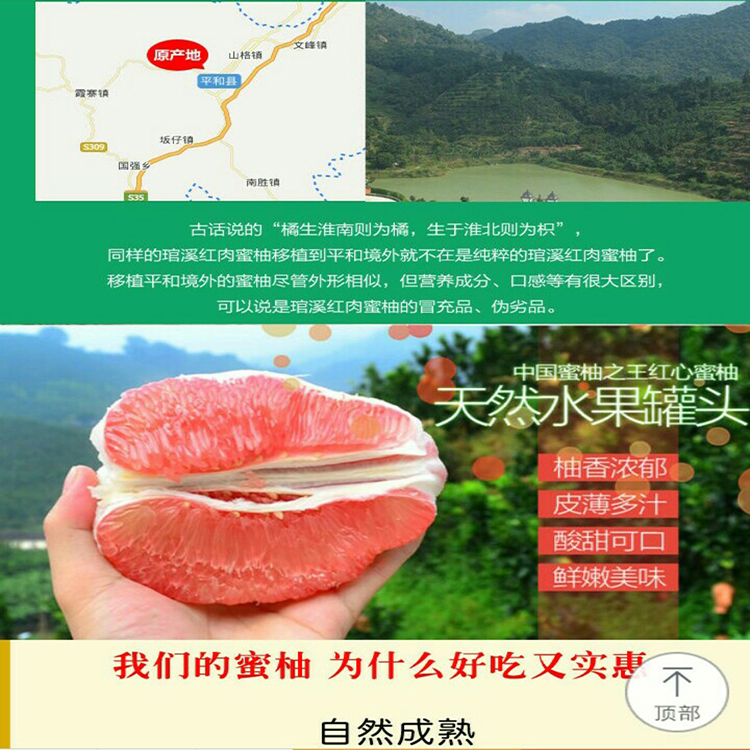 文峰镇
山格镇
原产地
平和县
霞寨镇
坂仔镇
S309
国强乡
南胜镇
S35
古话说的“橘生淮南则为橘，生于淮北则为枳”，
同样的琯溪红肉蜜柚移植到平和境外就不在是纯粹的琯溪红肉蜜柚了。
移植平和境外的蜜柚尽管外形相似，但营养成分、口感等有很大区别，
可以说是琯溪红肉蜜柚的冒充品、伪劣品。
中国蜜柚之王红心蜜柚
天然水果罐头
柚香浓郁
皮薄多汁
酸甜可口
鲜嫩美味
我们的蜜柚 为什么好吃又实惠
顶部
自然成熟